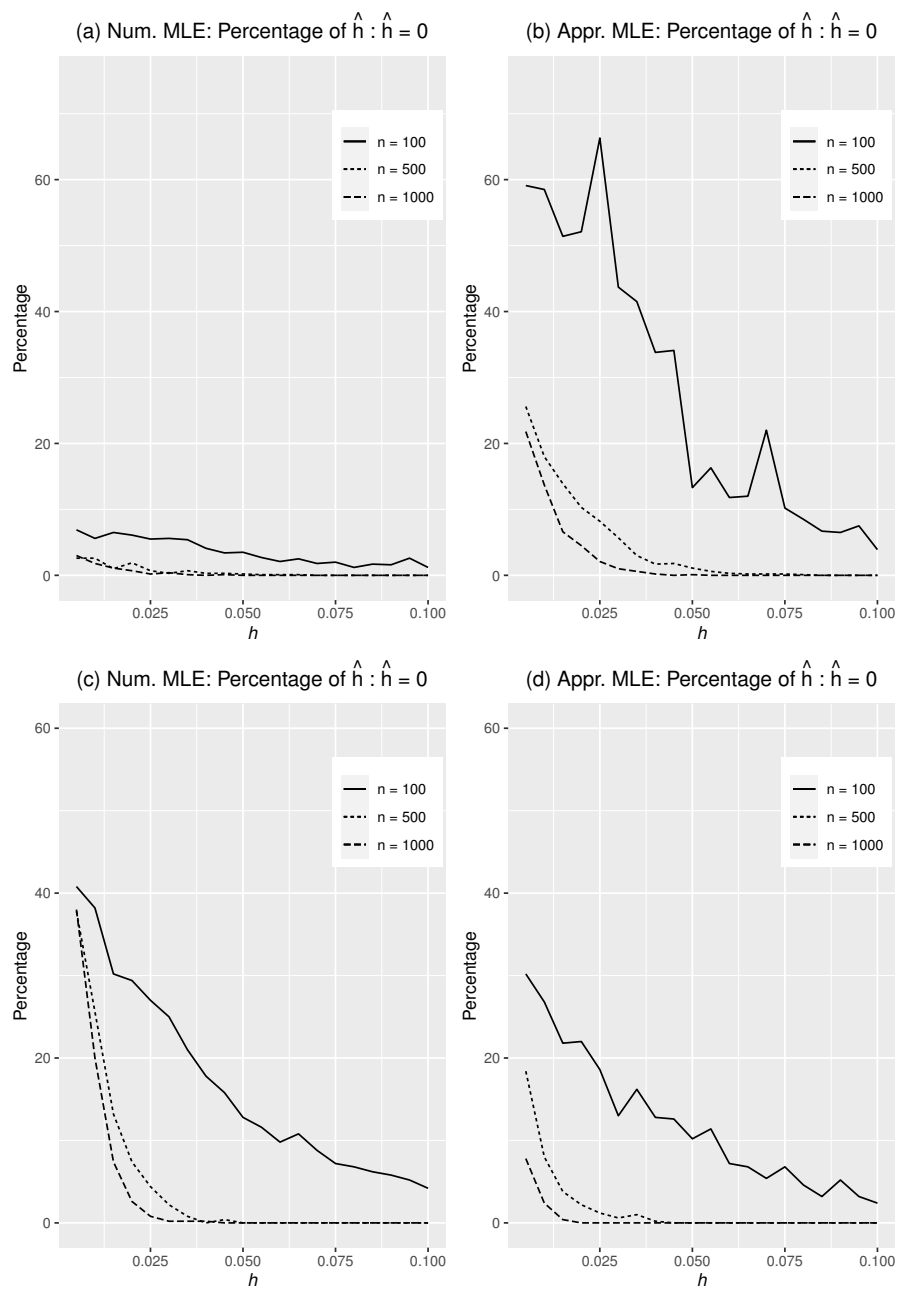 (a) Num. MLE: Percentage of ĥ : ĥ = 0
Percentage
60
40
20
0
n = 100
n = 500
n = 1000
0.025
0.050
0.075
0.100
h
(b) Appr. MLE: Percentage of ĥ : ĥ = 0
Percentage
60
40
20
0
n = 100
n = 500
n = 1000
0.025
0.050
0.075
0.100
h
(c) Num. MLE: Percentage of ĥ : ĥ = 0
Percentage
60
40
20
0
n = 100
n = 500
n = 1000
0.025
0.050
0.075
0.100
h
(d) Appr. MLE: Percentage of ĥ : ĥ = 0
Percentage
60
40
20
0
n = 100
n = 500
n = 1000
0.025
0.050
0.075
0.100
h